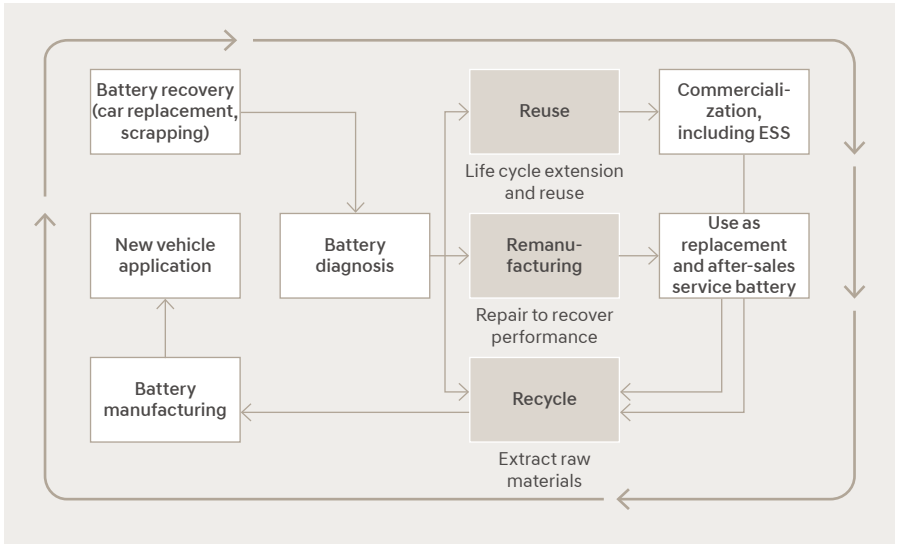 Battery recovery
(car replacement,
scrapping)
Reuse
Commerciali-
zation,
including ESS
Life cycle extension
and reuse
New vehicle
application
Battery
diagnosis
Remanu-
facturing
Use as
replacement
and after-sales
service battery
Repair to recover
performance
Battery
manufacturing
Recycle
Extract raw
materials